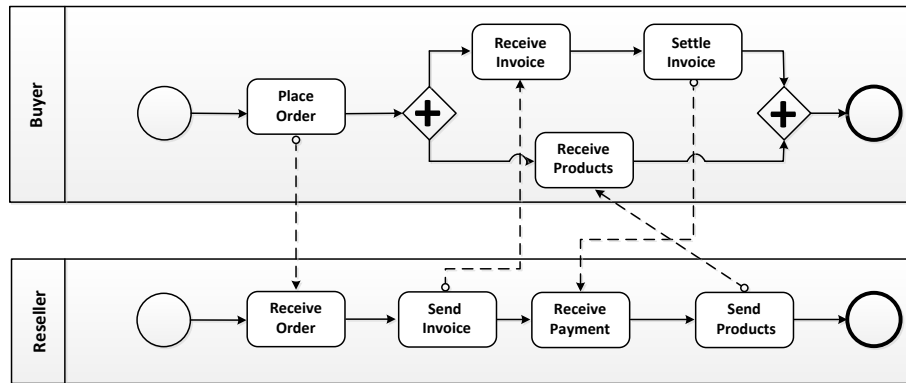 Buyer
Place
Order
Receive
Invoice
Settle
Invoice
Receive
Products
Reseller
Receive
Order
Send
Invoice
Receive
Payment
Send
Products